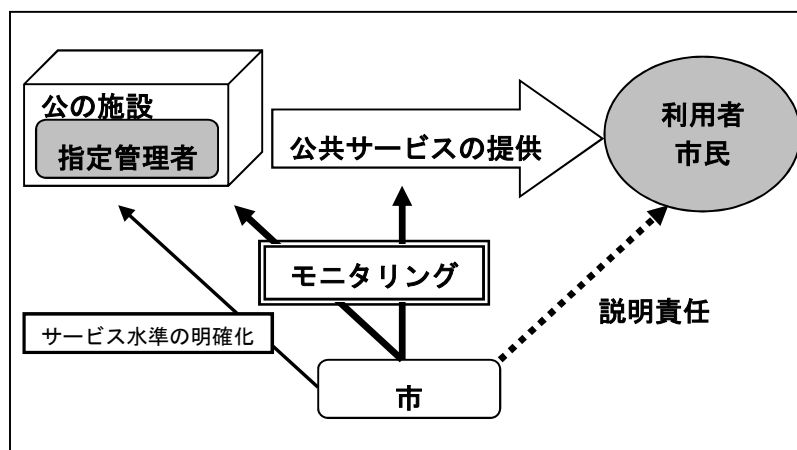 公の施設
指定管理者
公共サービスの提供
利用者
市民
モニタリング
サービス水準の明確化
説明責任
市